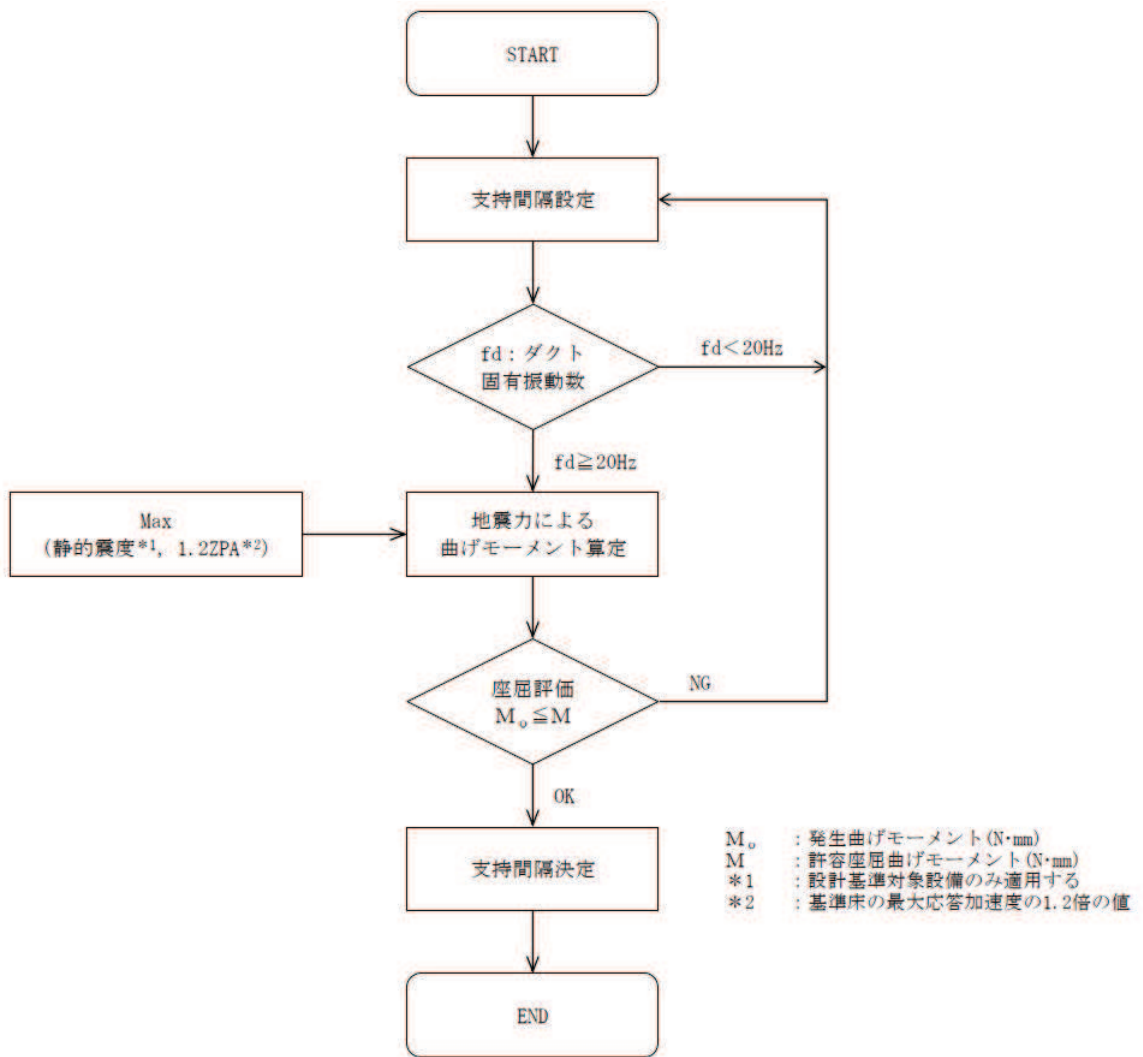 START
支持間隔設定
fd：ダクト
固有振動数
fd＜20Hz
fd≧20Hz
Max
(静的震度*1, 1.2ZPA*2)
地震力による
曲げモーメント算定
座屈評価
Mo≦M
NG
OK
支持間隔決定
END
Mo ：発生曲げモーメント(N･mm)
M ：許容座屈曲げモーメント(N･mm)
*1 ：設計基準対象設備のみ適用する
*2 ：基準床の最大応答加速度の1.2倍の値